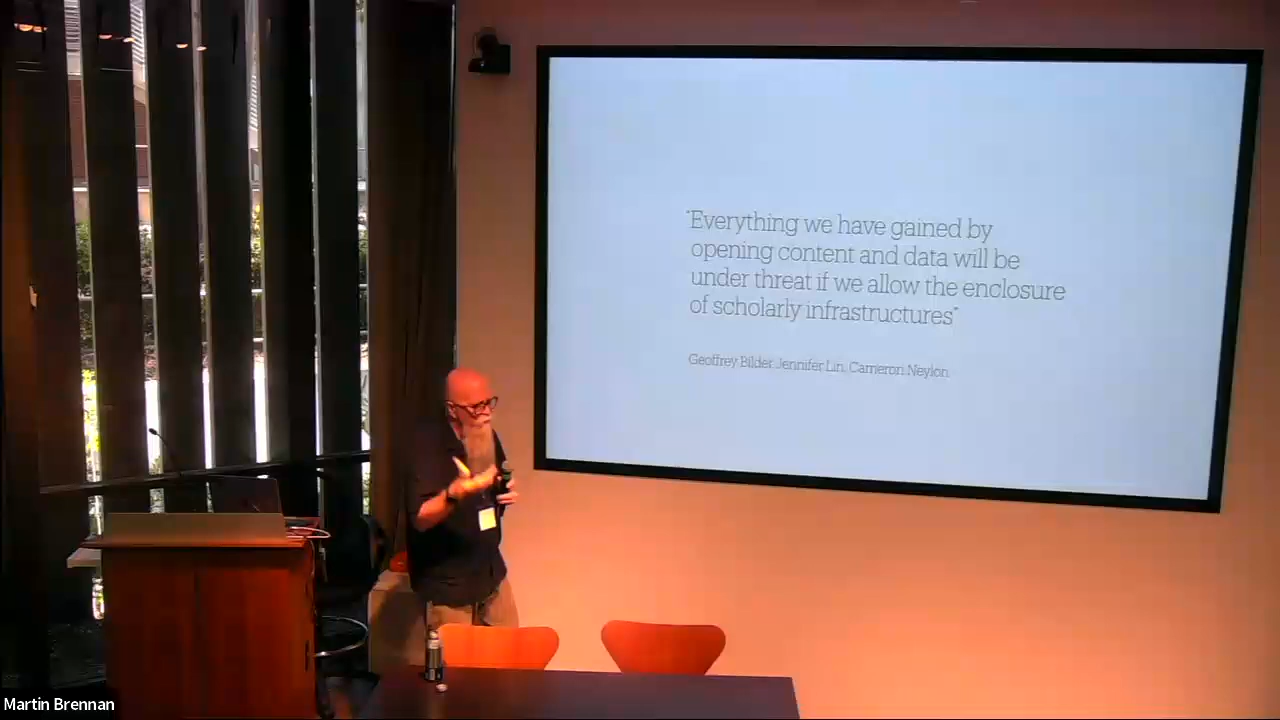 "Everything we have gained by
opening content and data will be
under threat if we allow the enclosure
of scholarly infrastructures"
Geoffrey Bilder, Jennifer Lin, Cameron Neylon
Martin Brennan